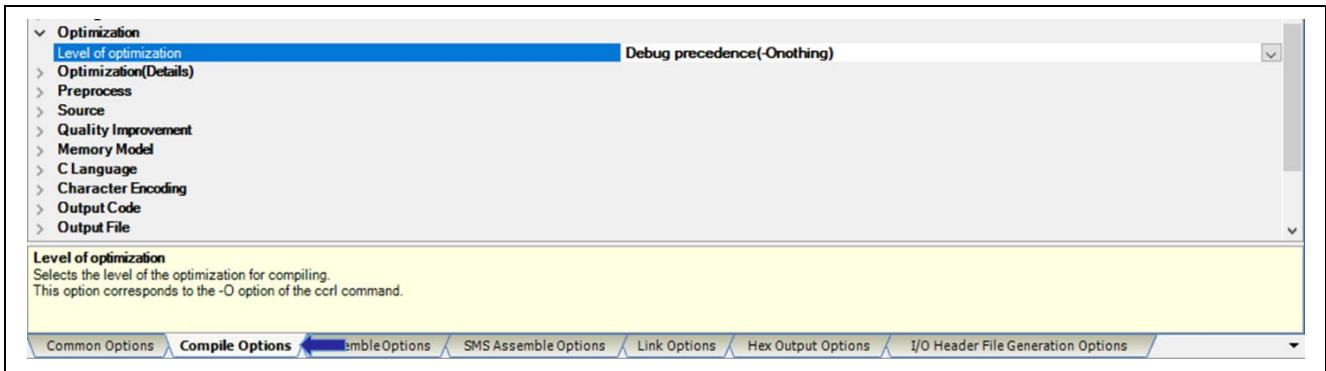 Optimization
Level of optimization Debug precedence(-Onothing)
Optimization(Details)
Preprocess
Source
Quality Improvement
Memory Model
C Language
Character Encoding
Output Code
Output File
Level of optimization
Selects the level of the optimization for compiling.
This option corresponds to the -O option of the ccrl command.
Common Options Compile Options embleOptions SMS Assemble Options Link Options Hex Output Options I/O Header File Generation Options